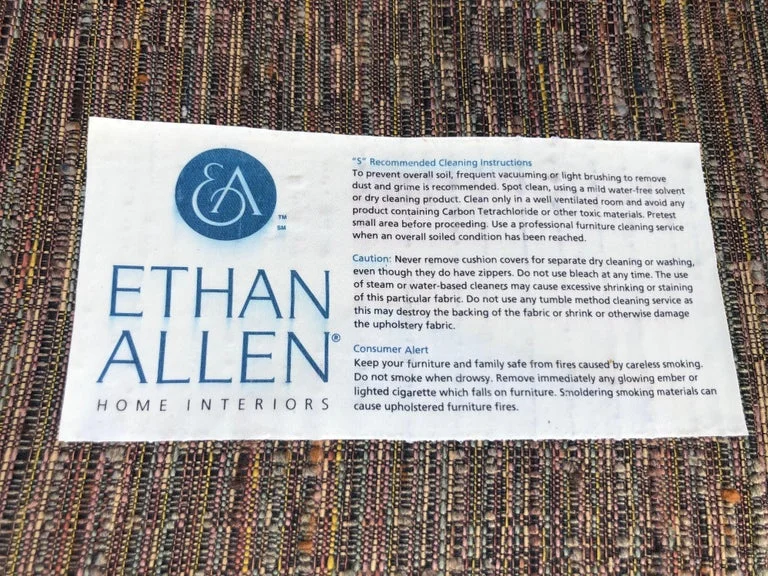 EA
TM
SM
ETHAN
ALLEN®
HOME INTERIORS
"S" Recommended Cleaning Instructions
To prevent overall soil, frequent vacuuming or light brushing to remove
dust and grime is recommended. Spot clean, using a mild water-free solvent
or dry cleaning product. Clean only in a well ventilated room and avoid any
product containing Carbon Tetrachloride or other toxic materials. Pretest
small area before proceeding. Use a professional furniture cleaning service
when an overall soiled condition has been reached.
Caution: Never remove cushion covers for separate dry cleaning or washing,
even though they do have zippers. Do not use bleach at any time. The use
of steam or water-based cleaners may cause excessive shrinking or staining
of this particular fabric. Do not use any tumble method cleaning service as
this may destroy the backing of the fabric or shrink or otherwise damage
the upholstery fabric.
Consumer Alert
Keep your furniture and family safe from fires caused by careless smoking.
Do not smoke when drowsy. Remove immediately any glowing ember or
lighted cigarette which falls on furniture. Smoldering smoking materials can
cause upholstered furniture fires.